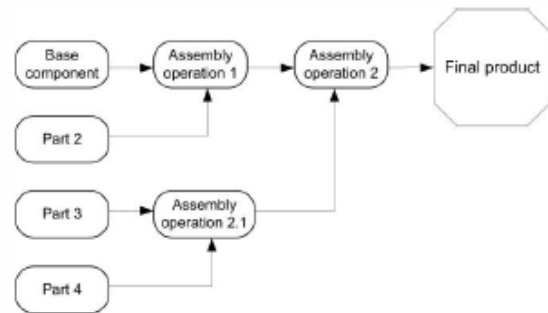 Base
component
Assembly
operation 1
Assembly
operation 2
Final product
Part 2
Part 3
Assembly
operation 2.1
Part 4